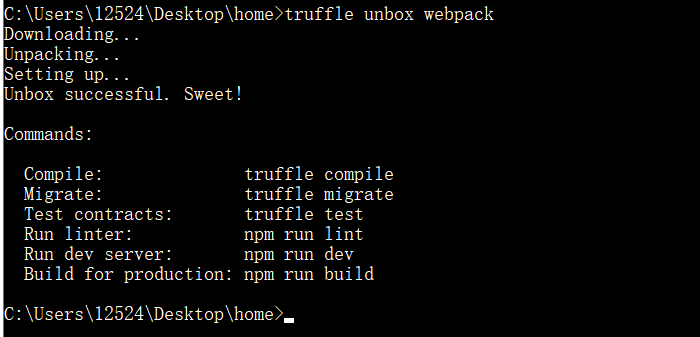 C:\Users\12524\Desktop\home>truffle unbox webpack
Downloading...
Unpacking...
Setting up...
Unbox successful. Sweet!
Commands:
Compile: truffle compile
Migrate: truffle migrate
Test contracts: truffle test
Run linter: npm run lint
Run dev server: npm run dev
Build for production: npm run build
C:\Users\12524\Desktop\home>